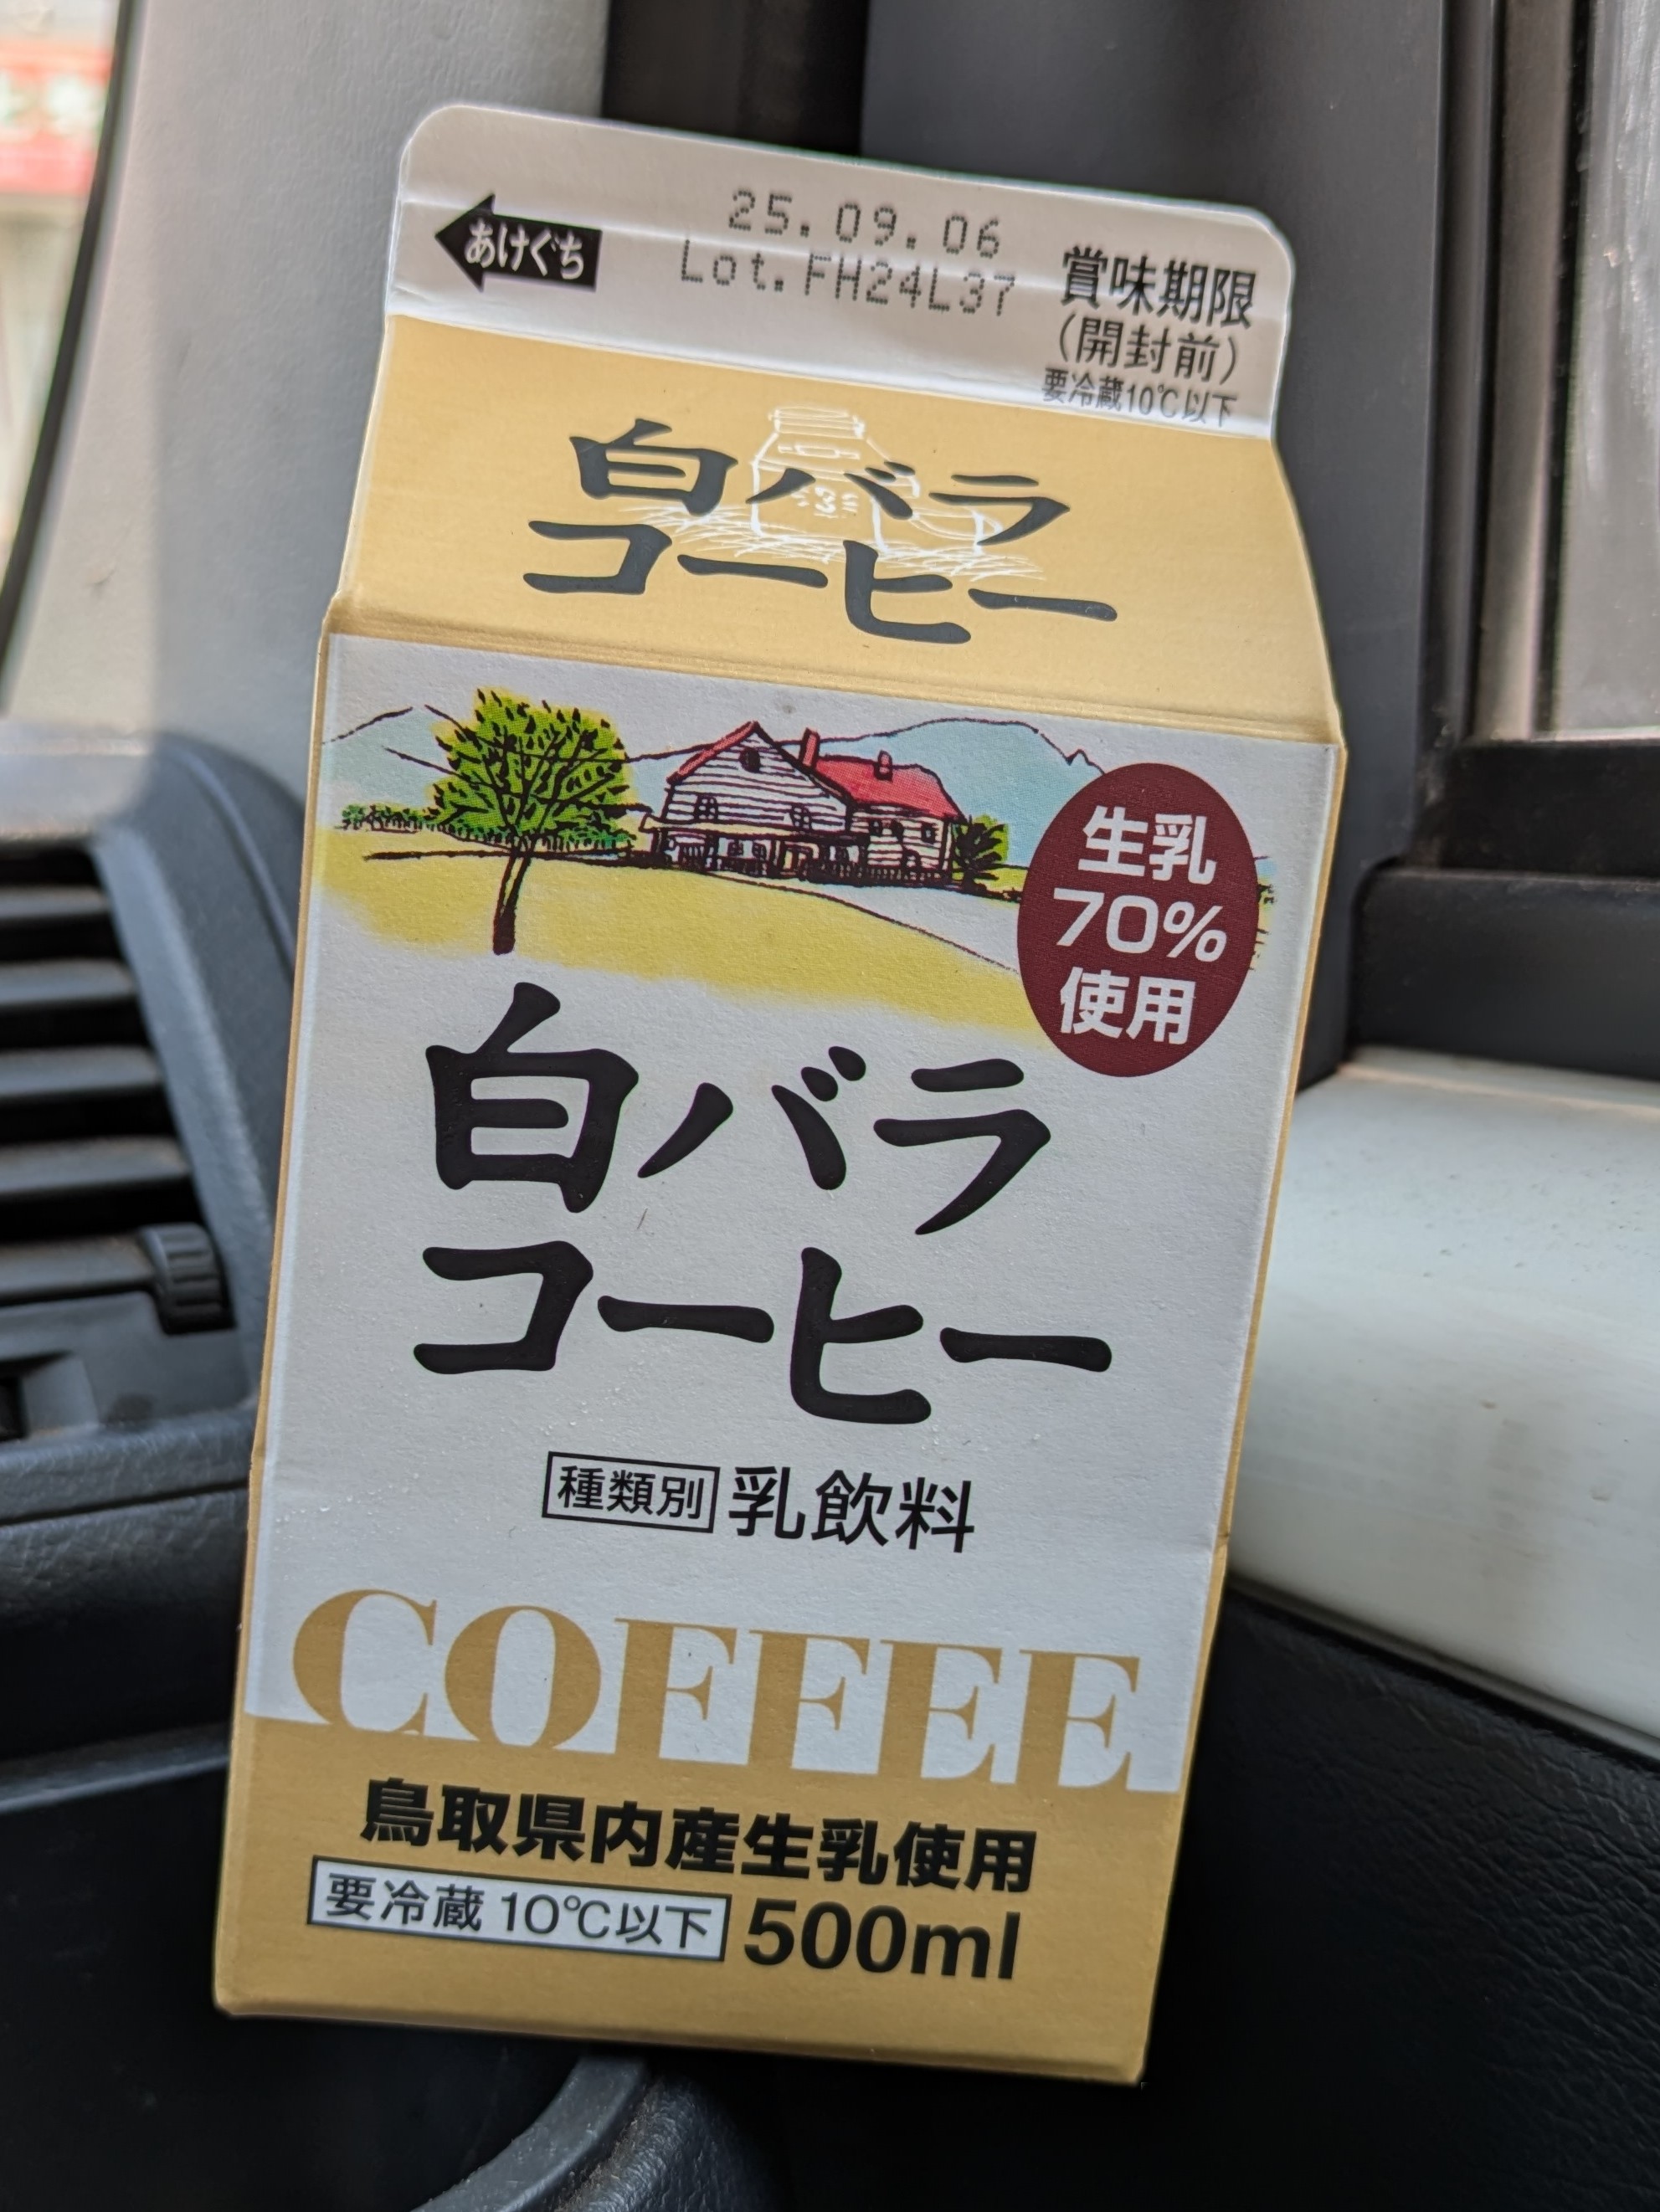 あけぐち
25.09.06
Lot.FH24L37
賞味期限
(開封前)
要冷蔵10℃以下
白バラ
コーヒー
生乳
70%
使用
白バラ
コーヒー
種類別 乳飲料
COFFEE
鳥取県内産生乳使用
要冷蔵 10℃以下 500ml